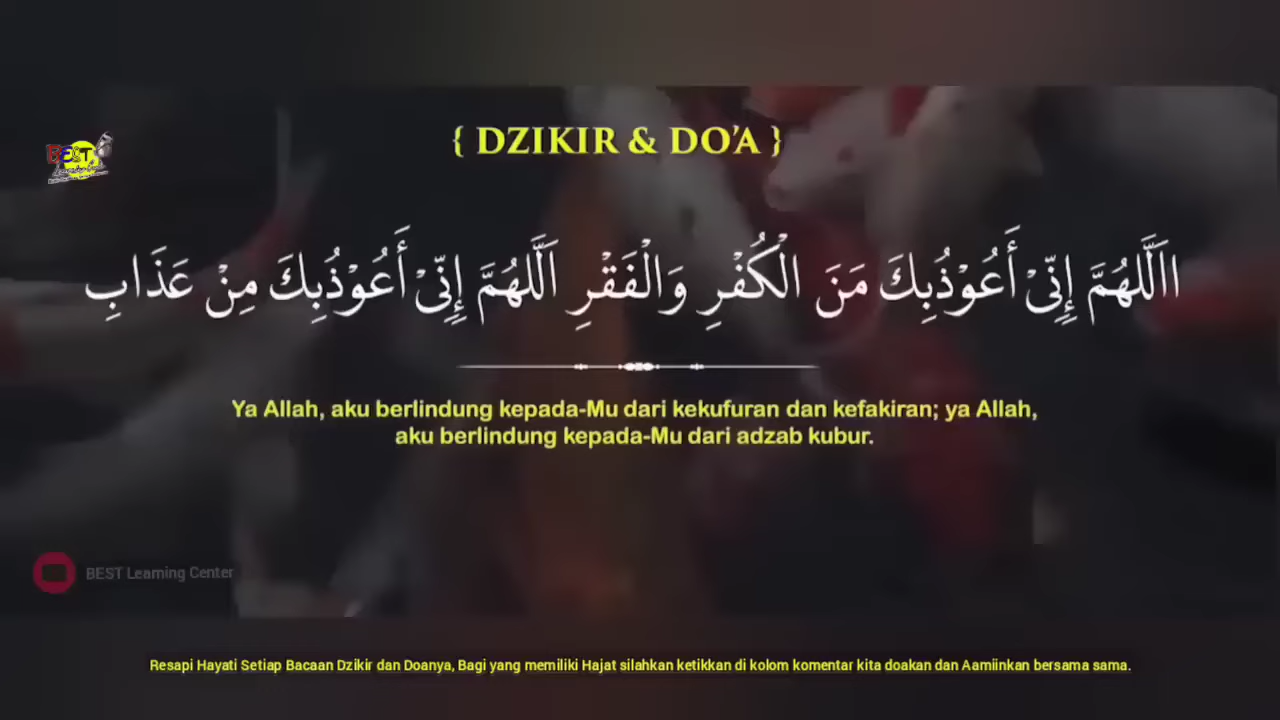 { DZIKIR & DO'A }
BEST
االَلّٰهُمَّ إِنِّيْ أَعُوْذُبِكَ مَنَ الْكُفْرِ وَالْفَقْرِ اَللّٰهُمَّ إِنِّيْ أَعُوْذُبِكَ مِنْ عَذَابِ
Ya Allah, aku berlindung kepada-Mu dari kekufuran dan kefakiran; ya Allah,
aku berlindung kepada-Mu dari adzab kubur.
BEST Learning Center
Resapi Hayati Setiap Bacaan Dzikir dan Doanya, Bagi yang memiliki Hajat silahkan ketikkan di kolom komentar kita doakan dan Aamiinkan bersama sama.